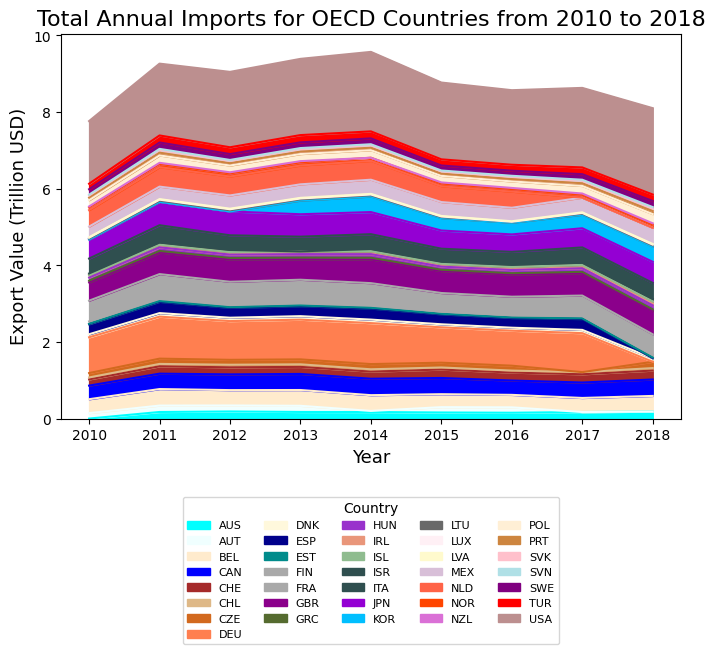 Total Annual Imports for OECD Countries from 2010 to 2018
Export Value (Trillion USD)
10
8
6
4
2
0
2010 2011 2012 2013 2014 2015 2016 2017 2018
Year
Country
AUS DNK HUN LTU POL
AUT ESP IRL LUX PRT
BEL EST ISL LVA SVK
CAN FIN ISR MEX SVN
CHE FRA ITA NLD SWE
CHL GBR JPN NOR TUR
CZE GRC KOR NZL USA
DEU